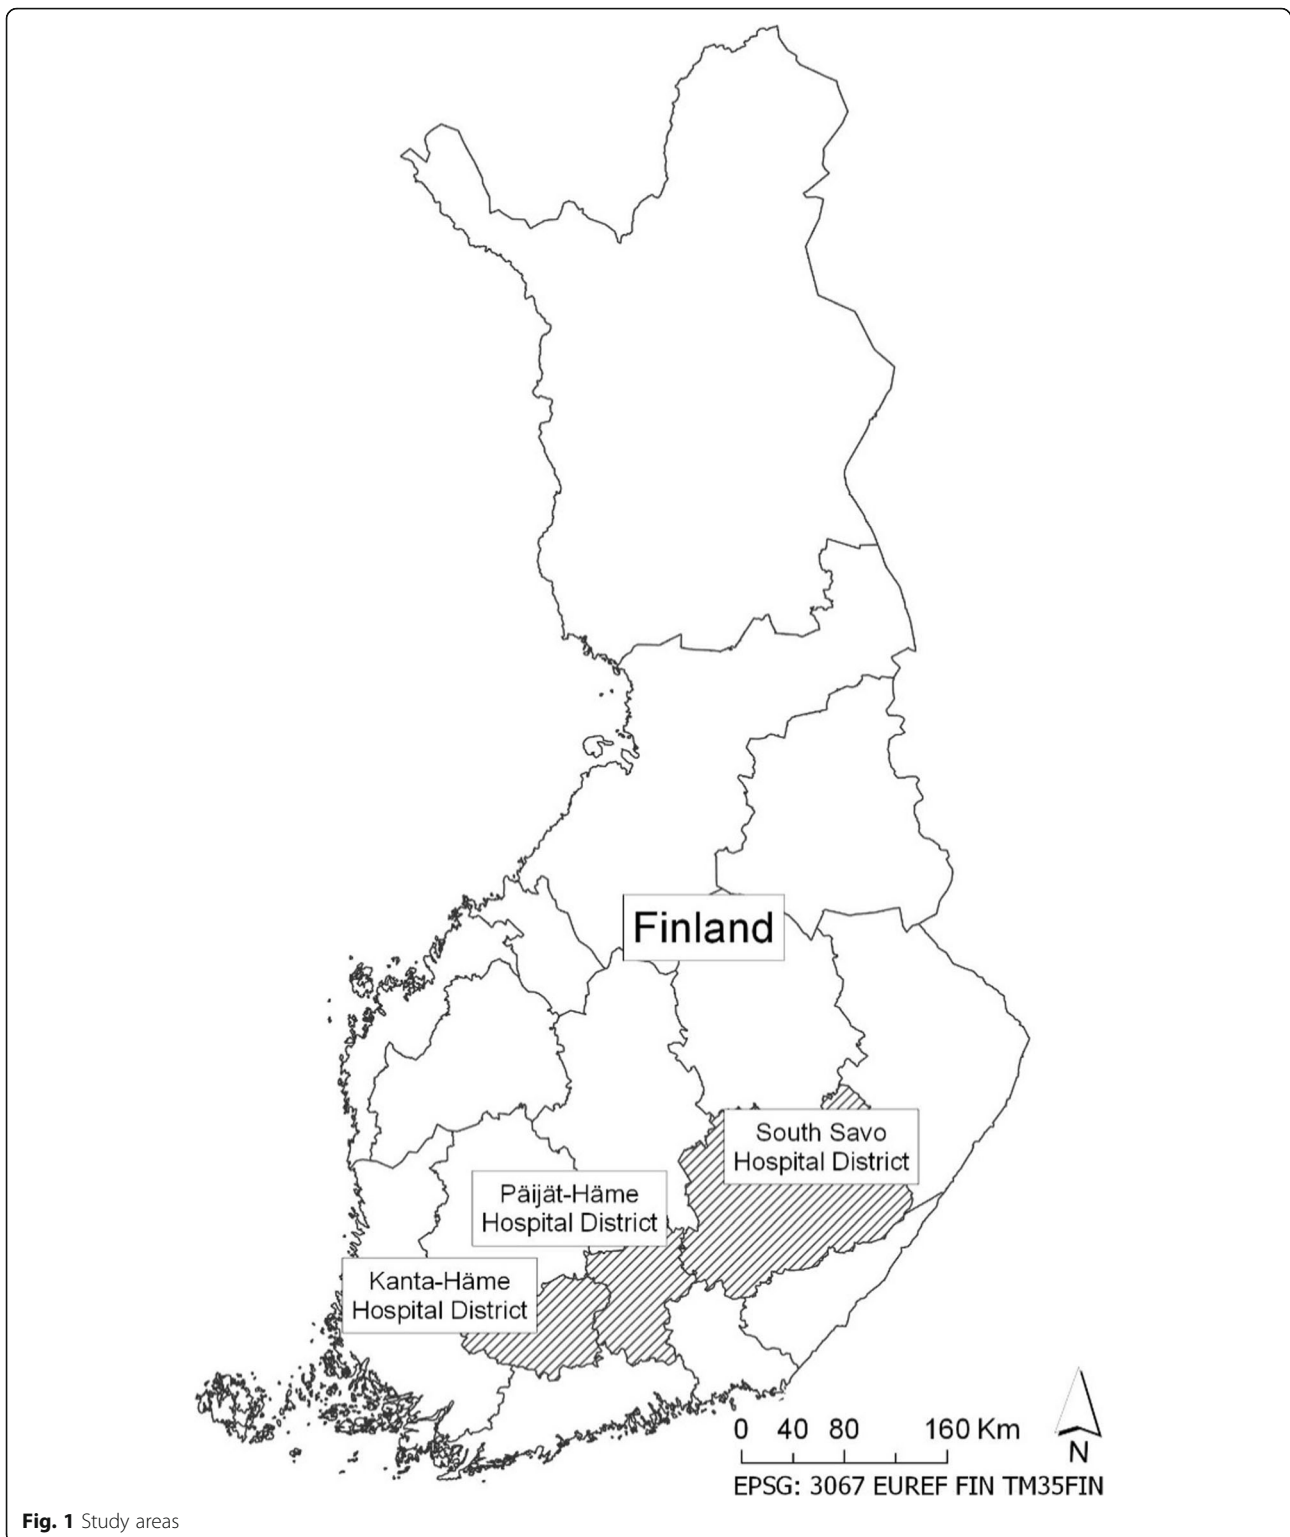 Finland
South Savo
Hospital District
Päijät-Häme
Hospital District
Kanta-Häme
Hospital District
0 40 80 160 Km
N
EPSG: 3067 EUREF FIN TM35FIN
Fig. 1 Study areas